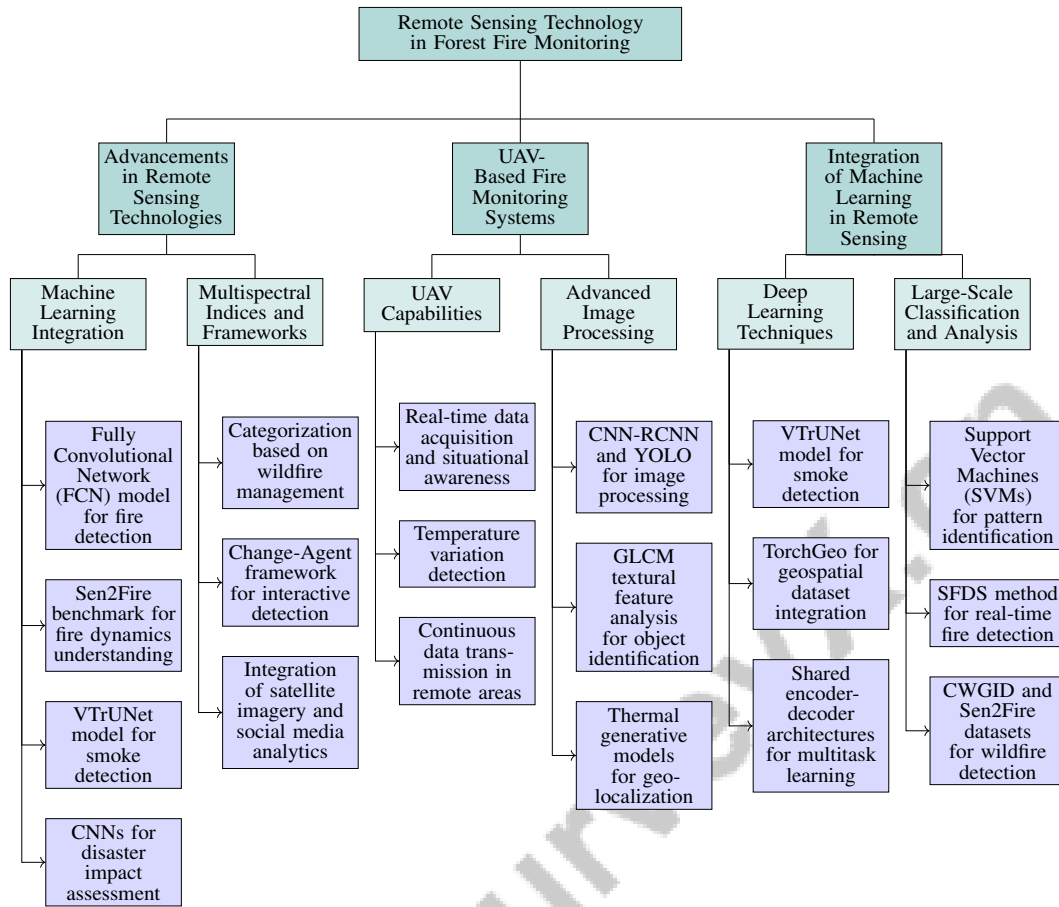 Remote Sensing Technology
in Forest Fire Monitoring
Advancements
in Remote
Sensing
Technologies
UAV-
Based Fire
Monitoring
Systems
Integration
of Machine
Learning
in Remote
Sensing
Machine
Learning
Integration
Multispectral
Indices and
Frameworks
UAV
Capabilities
Advanced
Image
Processing
Deep
Learning
Techniques
Large-Scale
Classification
and Analysis
Fully
Convolutional
Network
(FCN) model
for fire
detection
Sen2Fire
benchmark for
fire dynamics
understanding
VTrUNet
model for
smoke
detection
CNNs for
disaster
impact
assessment
Categorization
based on
wildfire
management
Change-Agent
framework
for interactive
detection
Integration
of satellite
imagery and
social media
analytics
Real-time data
acquisition
and situational
awareness
Temperature
variation
detection
Continuous
data trans-
mission in
remote areas
CNN-RCNN
and YOLO
for image
processing
GLCM
textural
feature
analysis
for object
identification
Thermal
generative
models
for geo-
localization
VTrUNet
model for
smoke
detection
TorchGeo for
geospatial
dataset
integration
Shared
encoder-
decoder
architectures
for multitask
learning
Support
Vector
Machines
(SVMs)
for pattern
identification
SFDS method
for real-time
fire detection
CWGID and
Sen2Fire
datasets
for wildfire
detection